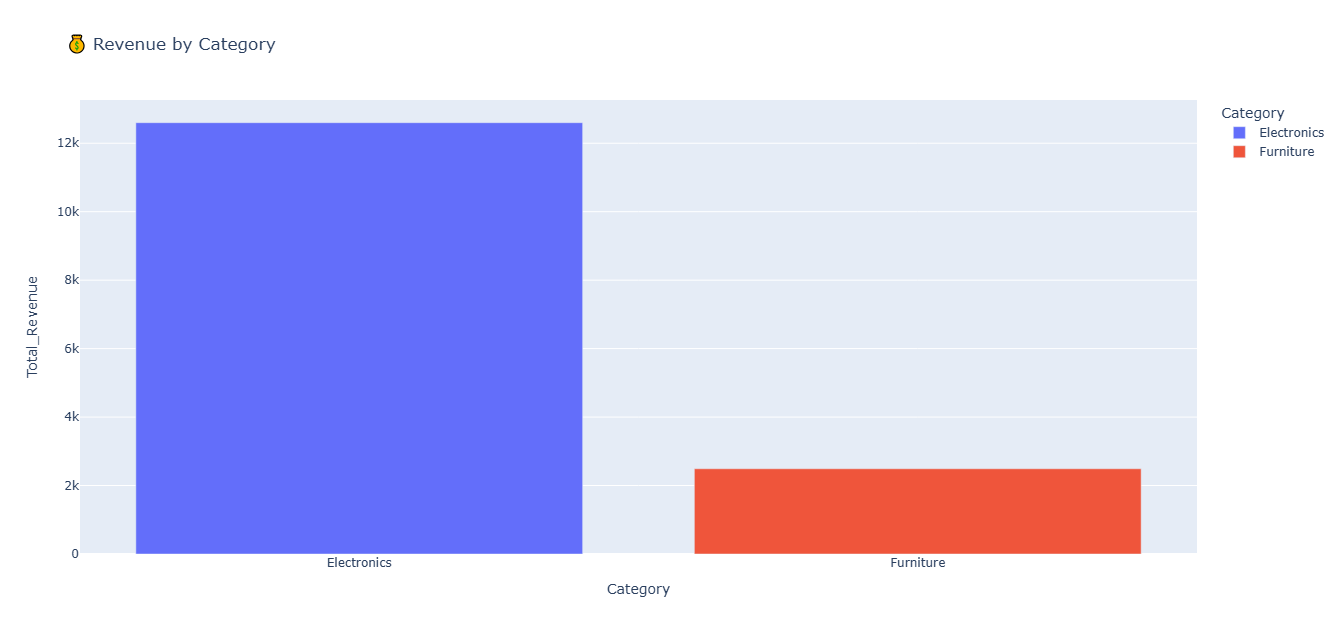 💰 Revenue by Category
Category
Electronics
Furniture
12k
10k
8k
6k
4k
2k
0
Total_Revenue
Electronics
Furniture
Category